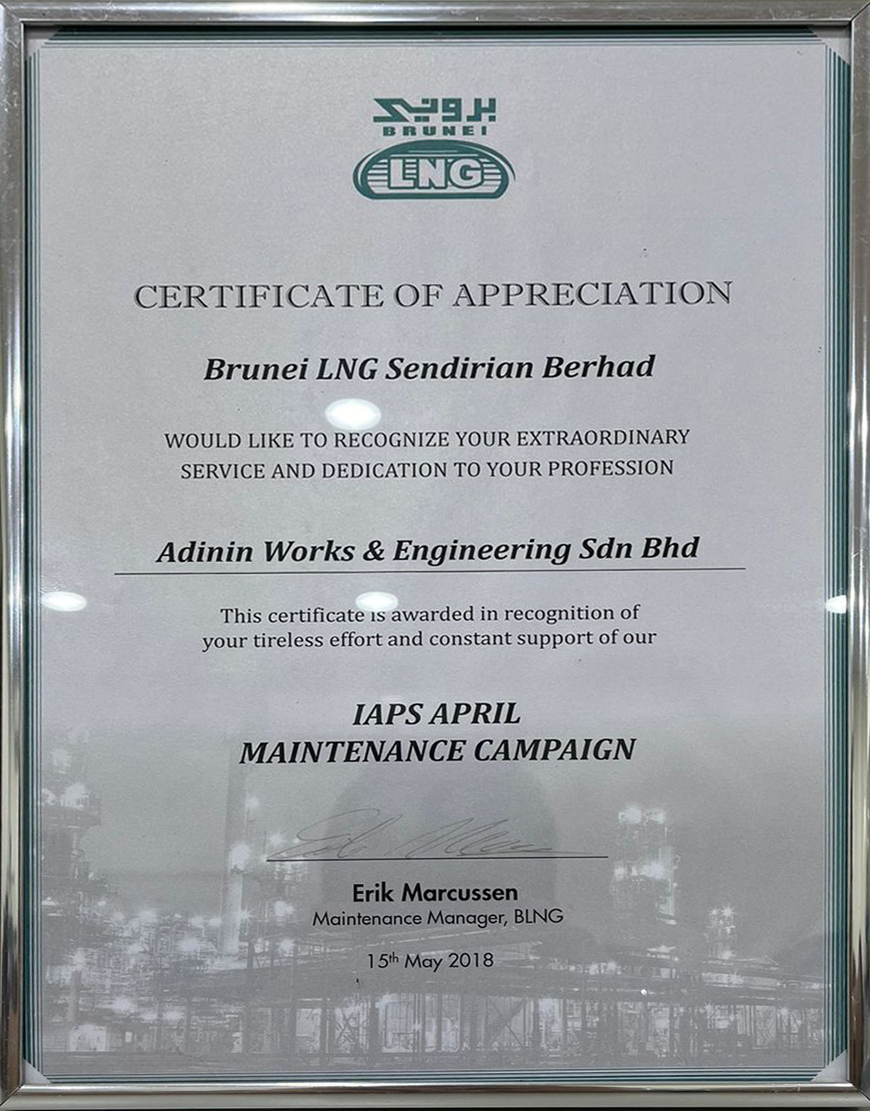 بروني
BRUNEI
LNG
CERTIFICATE OF APPRECIATION
Brunei LNG Sendirian Berhad
WOULD LIKE TO RECOGNIZE YOUR EXTRAORDINARY
SERVICE AND DEDICATION TO YOUR PROFESSION
Adinin Works & Engineering Sdn Bhd
This certificate is awarded in recognition of
your tireless effort and constant support of our
IAPS APRIL
MAINTENANCE CAMPAIGN
Erik Marcussen
Maintenance Manager, BLNG
15th May 2018